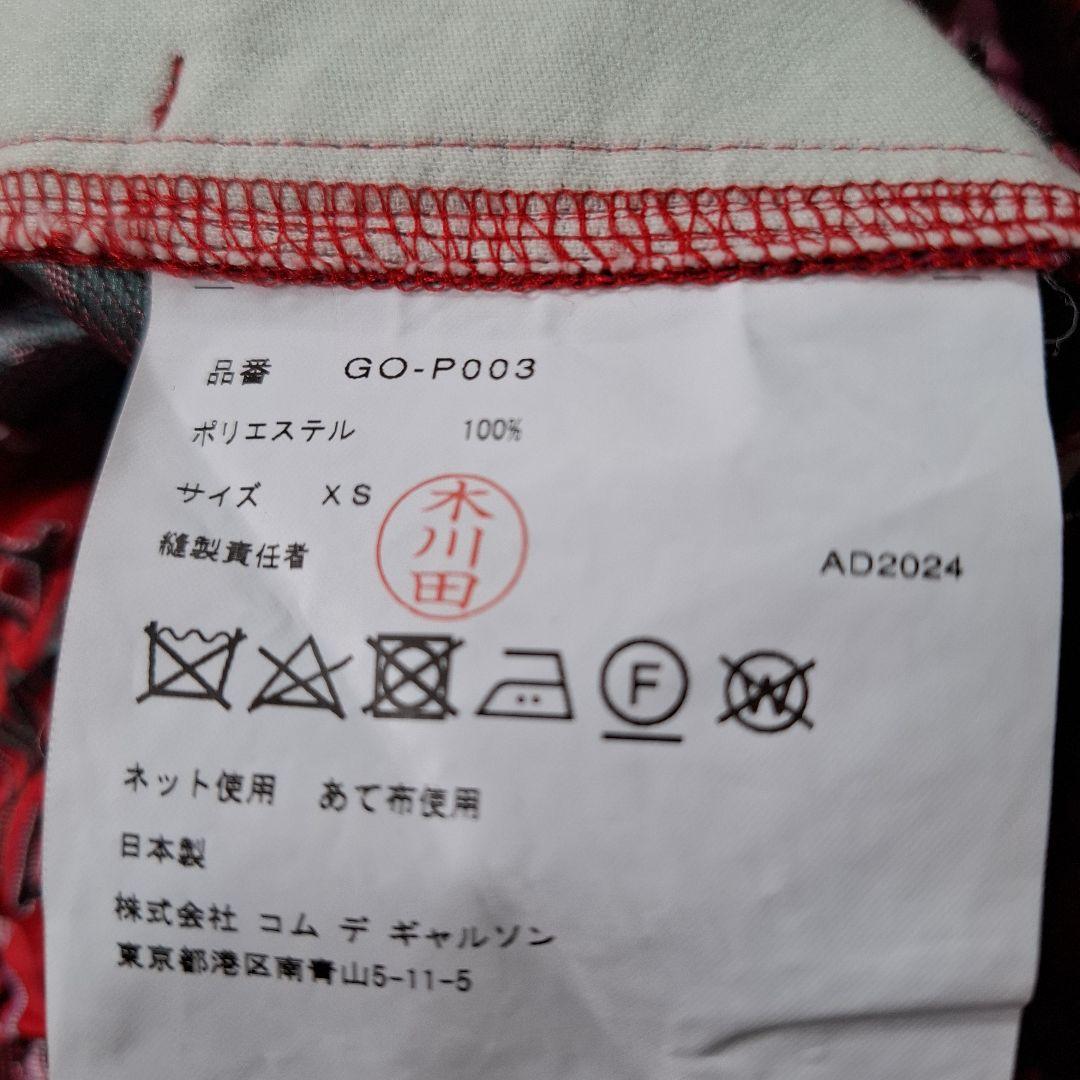 品番 GO-P003
ポリエステル 100%
サイズ XS
縫製責任者 木川田 AD2024
F W
ネット使用 あて布使用
日本製
株式会社 コム デ ギャルソン
東京都港区南青山5-11-5